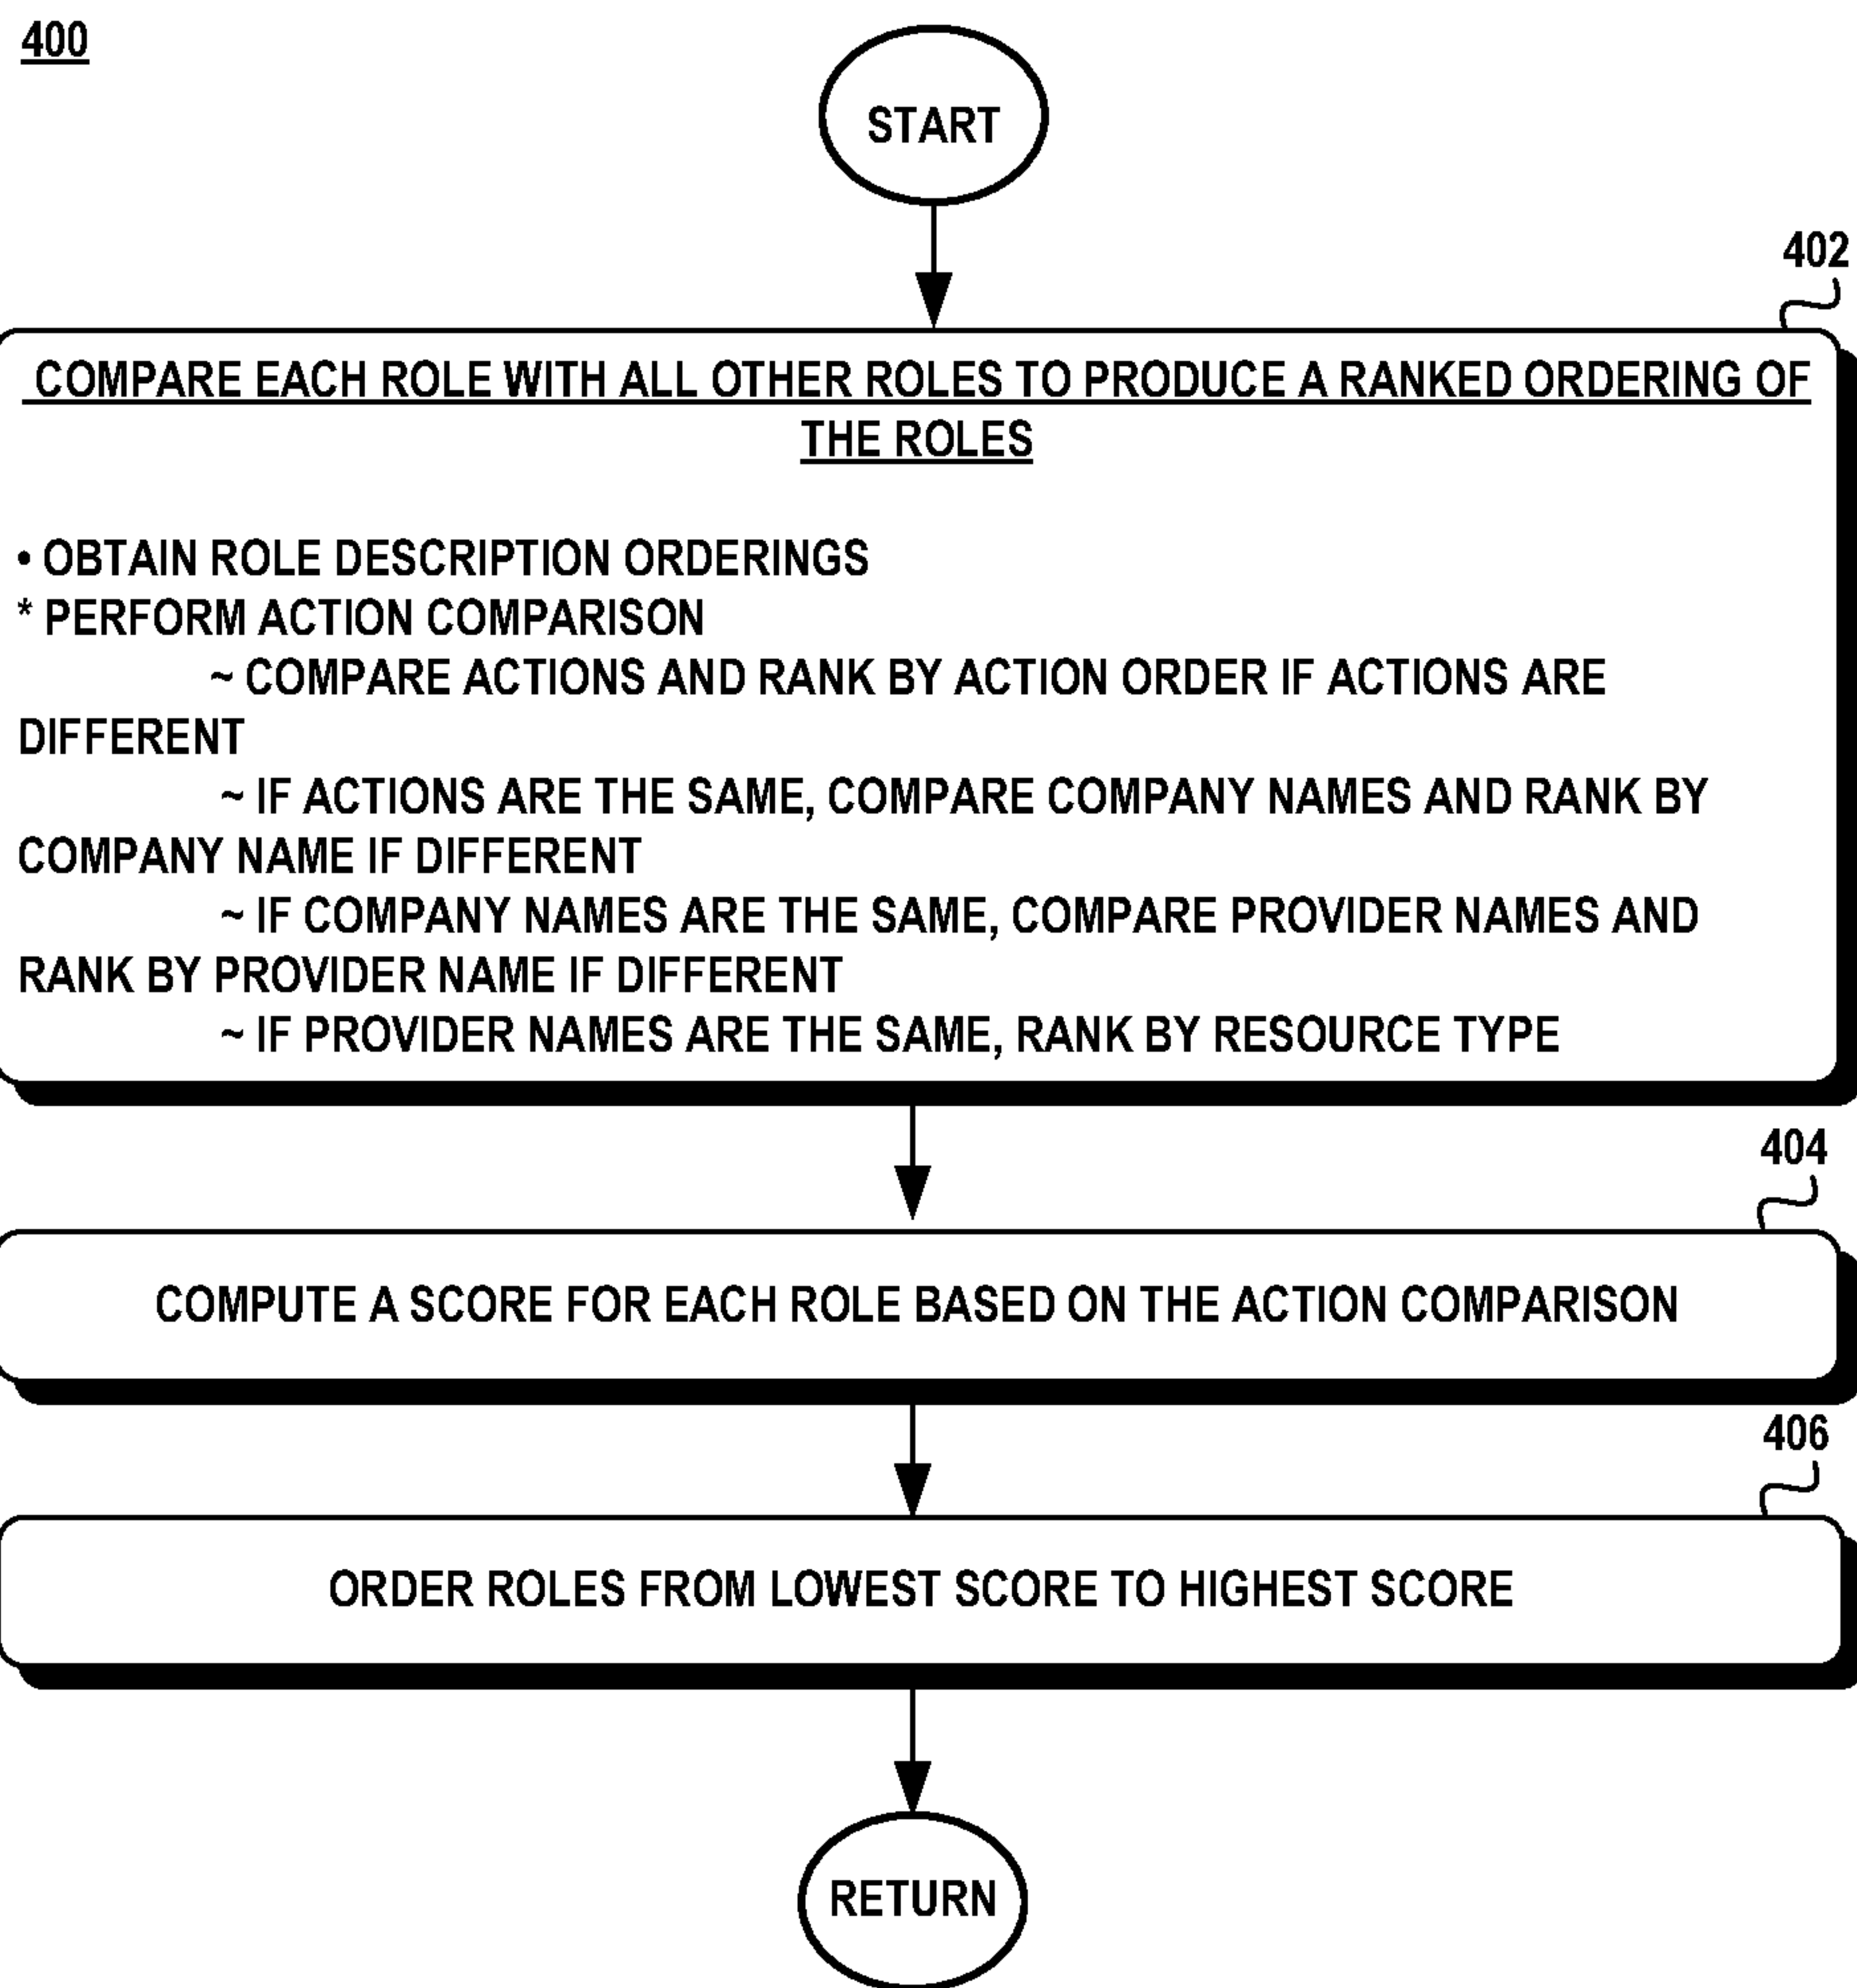 400
START
402
COMPARE EACH ROLE WITH ALL OTHER ROLES TO PRODUCE A RANKED ORDERING OF
THE ROLES
• OBTAIN ROLE DESCRIPTION ORDERINGS
* PERFORM ACTION COMPARISON
~ COMPARE ACTIONS AND RANK BY ACTION ORDER IF ACTIONS ARE
DIFFERENT
~ IF ACTIONS ARE THE SAME, COMPARE COMPANY NAMES AND RANK BY
COMPANY NAME IF DIFFERENT
~ IF COMPANY NAMES ARE THE SAME, COMPARE PROVIDER NAMES AND
RANK BY PROVIDER NAME IF DIFFERENT
~ IF PROVIDER NAMES ARE THE SAME, RANK BY RESOURCE TYPE
404
COMPUTE A SCORE FOR EACH ROLE BASED ON THE ACTION COMPARISON
406
ORDER ROLES FROM LOWEST SCORE TO HIGHEST SCORE
RETURN